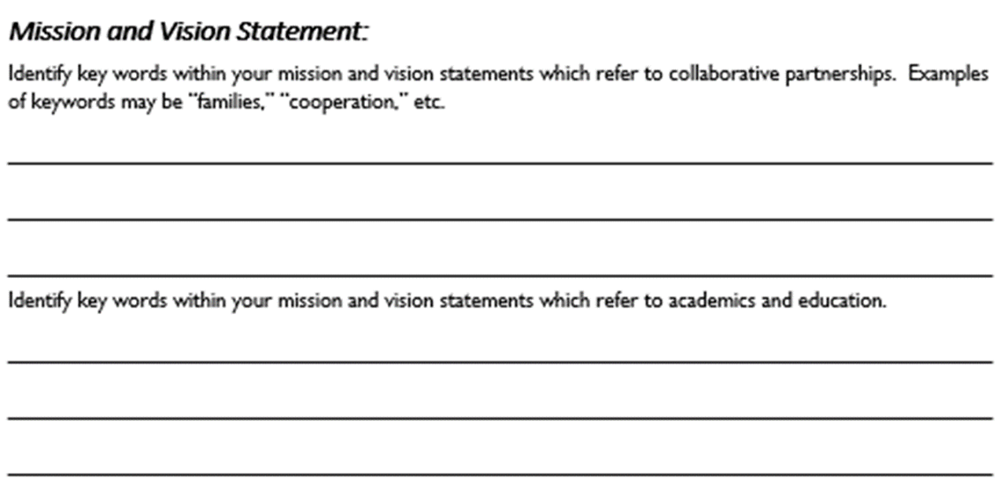 Mission and Vision Statement:
Identify key words within your mission and vision statements which refer to collaborative partnerships.  Examples
of keywords may be “families,” “cooperation,” etc.
Identify key words within your mission and vision statements which refer to academics and education.